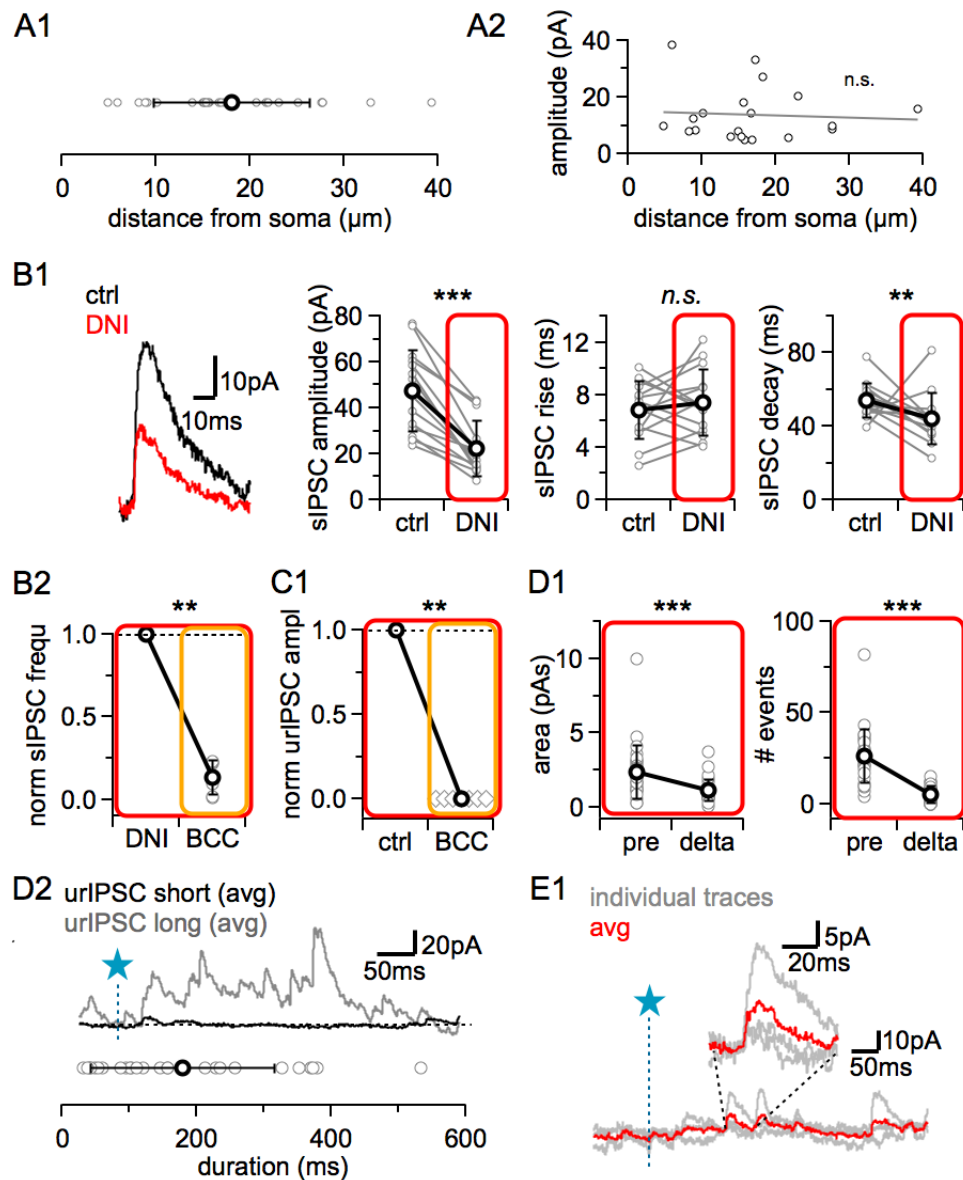 A1
0 10 20 30 40
distance from soma (µm)
A2
amplitude (pA)
40
20
0
n.s.
0 10 20 30 40
distance from soma (µm)
B1
ctrl
DNI
10pA
10ms
***
sIPSC amplitude (pA)
80
60
40
20
0
ctrl DNI
n.s.
sIPSC rise (ms)
12
8
4
0
ctrl DNI
**
sIPSC decay (ms)
80
40
0
ctrl DNI
B2
**
norm sIPSC frequ
1.0
0.5
0.0
DNI BCC
C1
**
norm urIPSC ampl
1.0
0.5
0.0
ctrl BCC
D1
***
area (pAs)
10
5
0
pre delta
***
# events
100
50
0
pre delta
D2
urIPSC short (avg)
urIPSC long (avg)
20pA
50ms
0 200 400 600
duration (ms)
E1
individual traces
avg
5pA
20ms
10pA
50ms